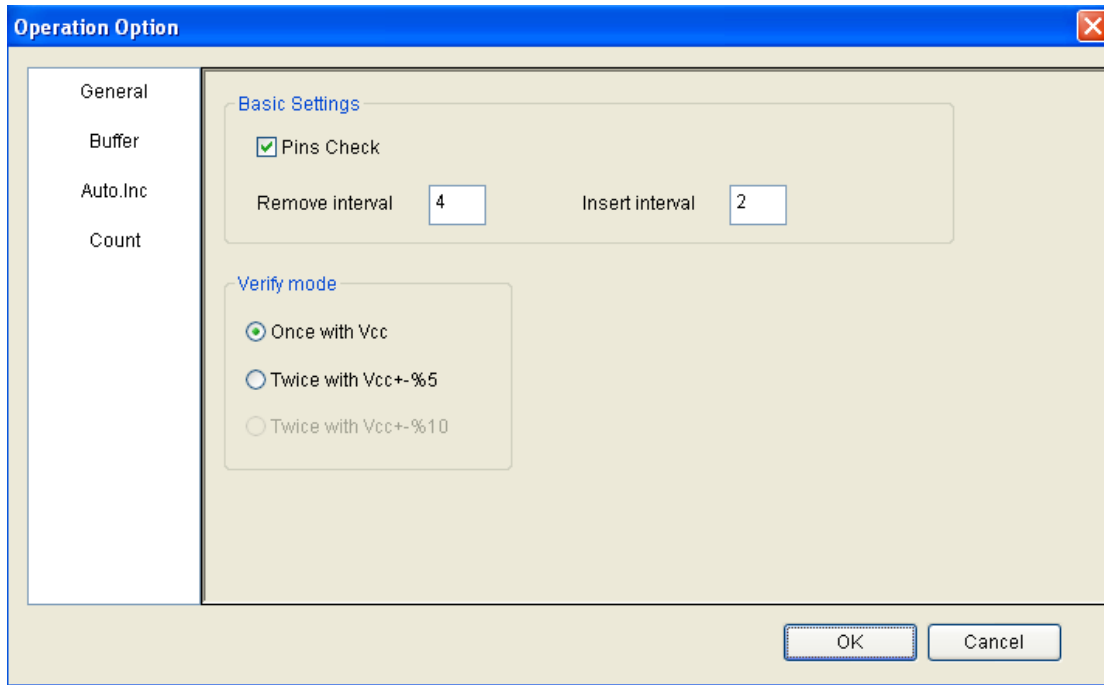 Operation Option
General
Buffer
Auto.Inc
Count
Basic Settings
Pins Check
Remove interval 4 Insert interval 2
Verify mode
Once with Vcc
Twice with Vcc+-%5
Twice with Vcc+-%10
OK Cancel